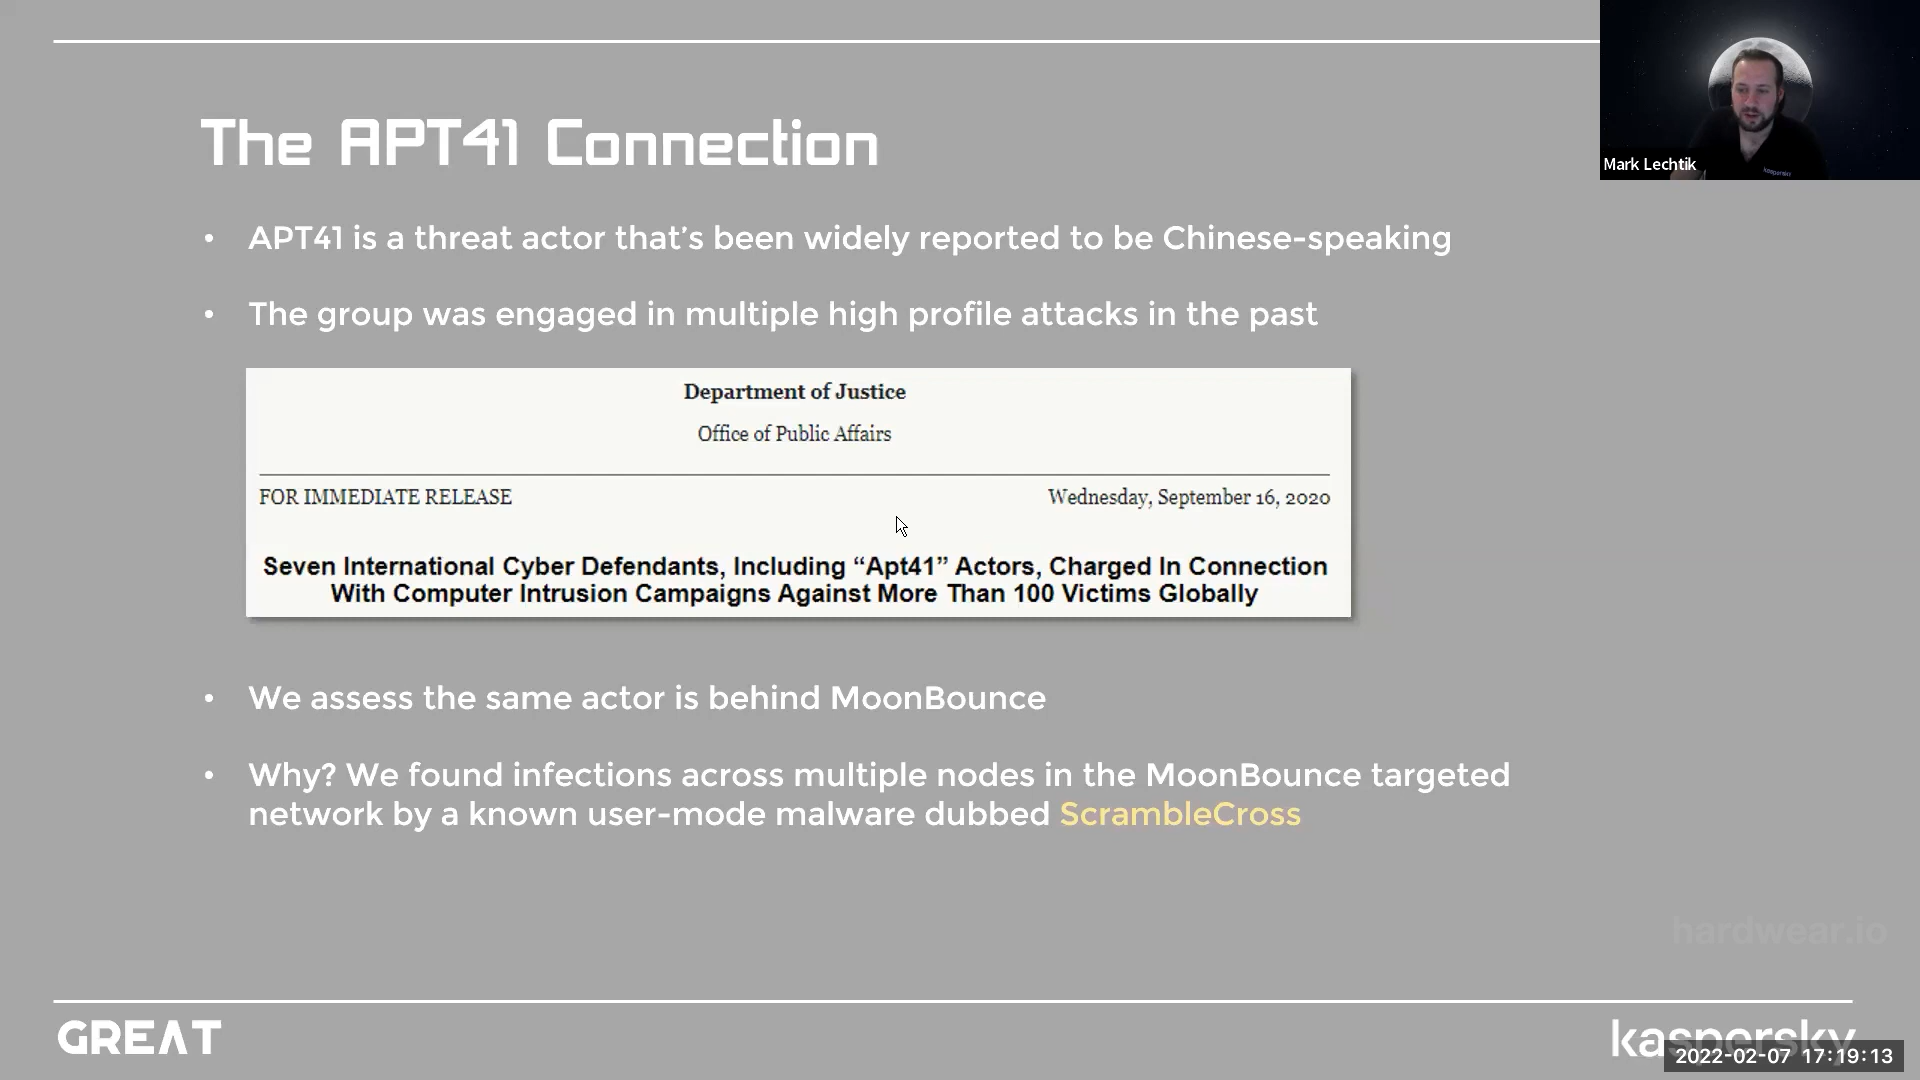 The APT41 Connection
Mark Lechtik
kaspersky
• APT41 is a threat actor that's been widely reported to be Chinese-speaking
• The group was engaged in multiple high profile attacks in the past
Department of Justice
Office of Public Affairs
FOR IMMEDIATE RELEASE
Wednesday, September 16, 2020
Seven International Cyber Defendants, Including “Apt41” Actors, Charged In Connection
With Computer Intrusion Campaigns Against More Than 100 Victims Globally
• We assess the same actor is behind MoonBounce
• Why? We found infections across multiple nodes in the MoonBounce targeted
network by a known user-mode malware dubbed ScrambleCross
hardwear.io
GREAT
kaspersky
2022-02-07 17:19:13